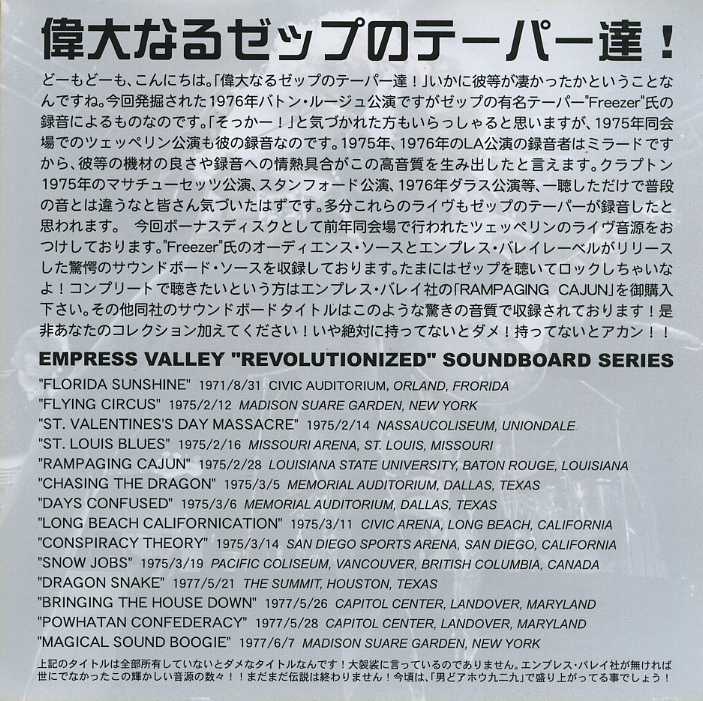 偉大なるゼップのテーパー達！
どーもどーも、こんにちは。「偉大なるゼップのテーパー達！」いかに彼等が凄かったかということな
んですね。今回発掘された1976年バトン・ルージュ公演ですがゼップの有名テーパー"Freezer"氏の
録音によるものなのです。「そっかー！」と気づかれた方もいらっしゃると思いますが、1975年同会
場でのツェッペリン公演も彼の録音なのです。1975年、1976年のLA公演の録音者はミラードです
から、彼等の機材の良さや録音への情熱具合がこの高音質を生み出したと言えます。クラプトン
1975年のマサチューセッツ公演、スタンフォード公演、1976年ダラス公演等、一聴しただけで普段
の音とは違うなと皆さん気づいたはずです。多分これらのライヴもゼップのテーパーが録音したと
思われます。 今回ボーナスディスクとして前年同会場で行われたツェッペリンのライヴ音源をお
つけしております。"Freezer"氏のオーディエンス・ソースとエンプレス・バレイレーベルがリリース
した驚愕のサウンドボード・ソースを収録しております。たまにはゼップを聴いてロックしちゃいな
よ！コンプリートで聴きたいという方はエンプレス・バレイ社の「RAMPAGING CAJUN」を御購入
下さい。その他同社のサウンドボードタイトルはこのような驚きの音質で収録されております！是
非あなたのコレクション加えてください！いや絶対に持ってないとダメ！持ってないとアカン！！
EMPRESS VALLEY "REVOLUTIONIZED" SOUNDBOARD SERIES
"FLORIDA SUNSHINE" 1971/8/31 CIVIC AUDITORIUM, ORLAND, FRORIDA
"FLYING CIRCUS" 1975/2/12 MADISON SUARE GARDEN, NEW YORK
"ST. VALENTINES'S DAY MASSACRE" 1975/2/14 NASSAUCOLISEUM, UNIONDALE
"ST. LOUIS BLUES" 1975/2/16 MISSOURI ARENA, ST. LOUIS, MISSOURI
"RAMPAGING CAJUN" 1975/2/28 LOUISIANA STATE UNIVERSITY, BATON ROUGE, LOUISIANA
"CHASING THE DRAGON" 1975/3/5 MEMORIAL AUDITORIUM, DALLAS, TEXAS
"DAYS CONFUSED" 1975/3/6 MEMORIAL AUDITORIUM, DALLAS, TEXAS
"LONG BEACH CALIFORNICATION" 1975/3/11 CIVIC ARENA, LONG BEACH, CALIFORNIA
"CONSPIRACY THEORY" 1975/3/14 SAN DIEGO SPORTS ARENA, SAN DIEGO, CALIFORNIA
"SNOW JOBS" 1975/3/19 PACIFIC COLISEUM, VANCOUVER, BRITISH COLUMBIA, CANADA
"DRAGON SNAKE" 1977/5/21 THE SUMMIT, HOUSTON, TEXAS
"BRINGING THE HOUSE DOWN" 1977/5/26 CAPITOL CENTER, LANDOVER, MARYLAND
"POWHATAN CONFEDERACY" 1977/5/28 CAPITOL CENTER, LANDOVER, MARYLAND
"MAGICAL SOUND BOOGIE" 1977/6/7 MADISON SUARE GARDEN, NEW YORK
上記のタイトルは全部所有していないとダメなタイトルなんです！大袈裟に言っているのでありません。エンプレス・バレイ社が無ければ
世にでなかったこの輝かしい音源の数々！！まだまだ伝説は終わりません！今頃は、「男どアホウ九二九」で盛り上がってる事でしょう！